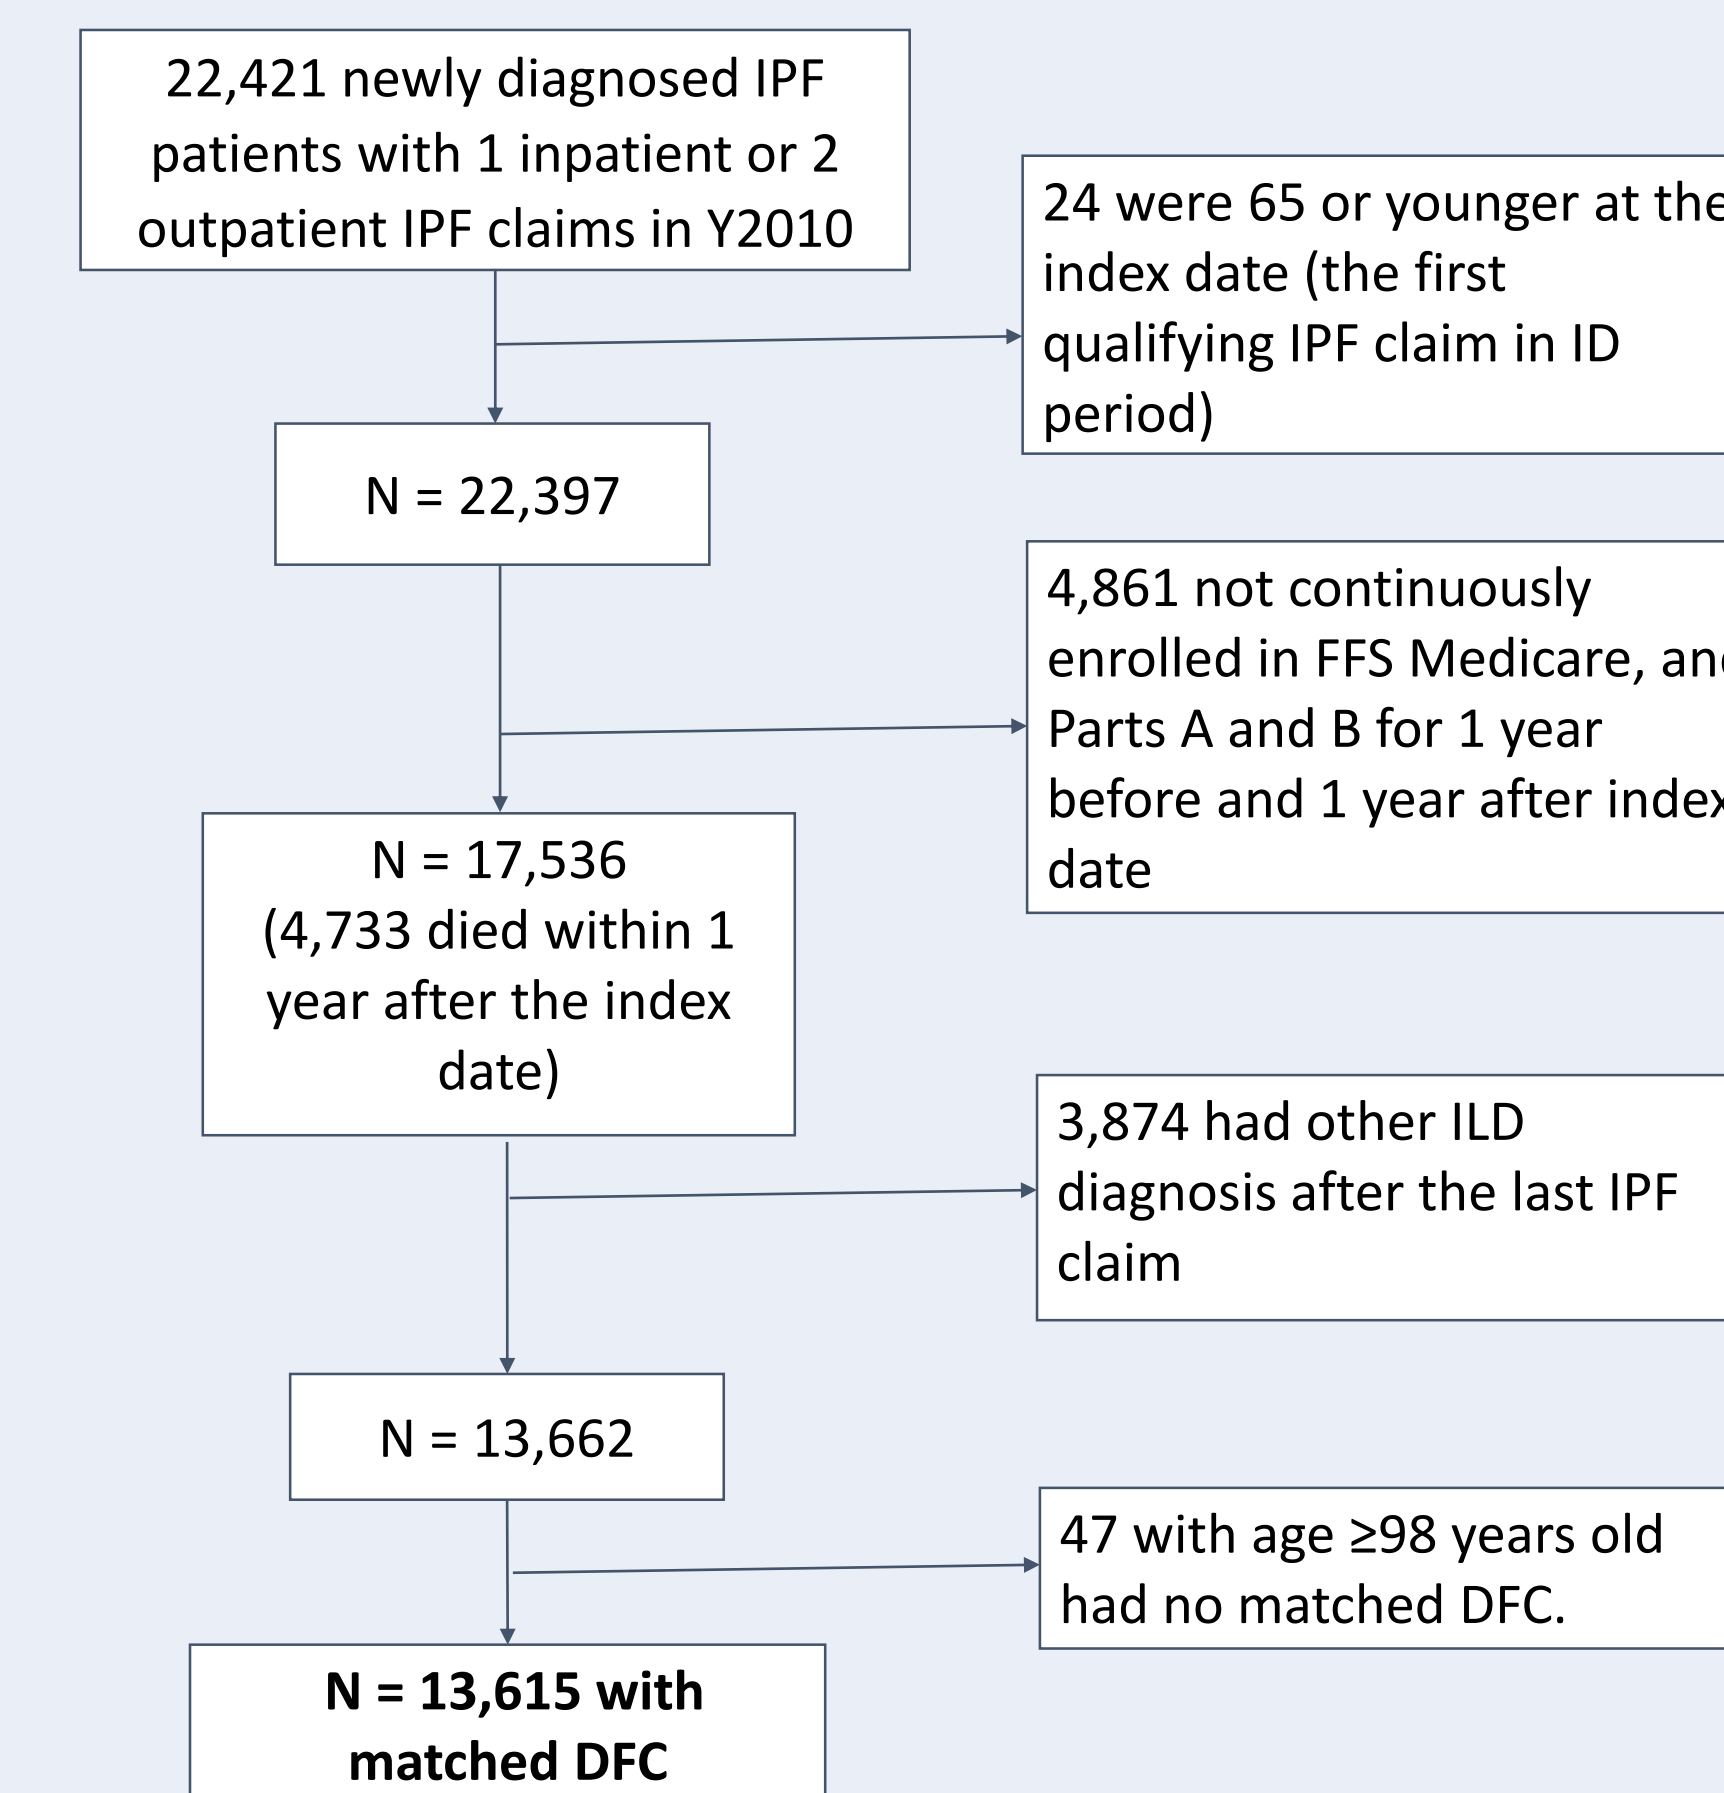 22,421 newly diagnosed IPF
patients with 1 inpatient or 2
outpatient IPF claims in Y2010
24 were 65 or younger at the
index date (the first
qualifying IPF claim in ID
period)
N = 22,397
4,861 not continuously
enrolled in FFS Medicare, and
Parts A and B for 1 year
before and 1 year after index
date
N = 17,536
(4,733 died within 1
year after the index
date)
3,874 had other ILD
diagnosis after the last IPF
claim
N = 13,662
47 with age ≥98 years old
had no matched DFC.
N = 13,615 with
matched DFC